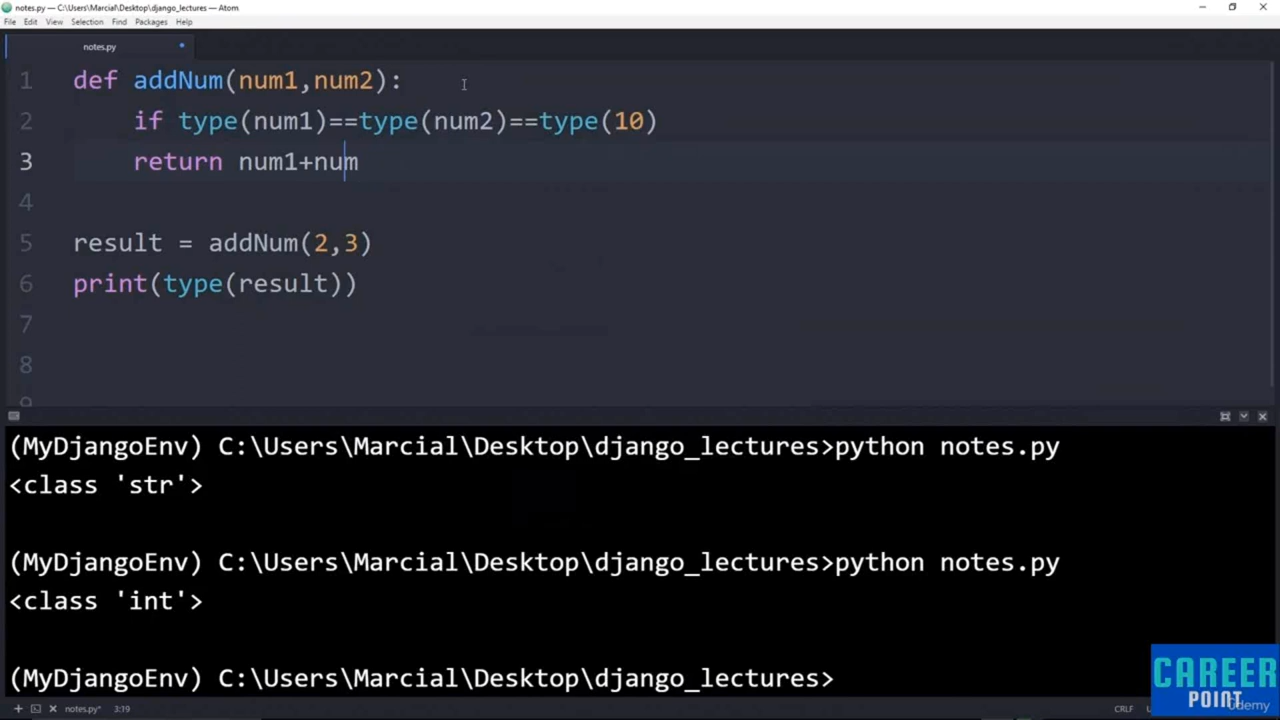 notes.py — C:\Users\Marcial\Desktop\django_lectures — Atom
File Edit View Selection Find Packages Help
notes.py
1 def addNum(num1,num2):
2 if type(num1)==type(num2)==type(10)
3 return num1+num
4
5 result = addNum(2,3)
6 print(type(result))
7
8
9
(MyDjangoEnv) C:\Users\Marcial\Desktop\django_lectures>python notes.py
<class 'str'>
(MyDjangoEnv) C:\Users\Marcial\Desktop\django_lectures>python notes.py
<class 'int'>
(MyDjangoEnv) C:\Users\Marcial\Desktop\django_lectures>
CAREER
POINT
Udemy
notes.py* 3:19 CRLF